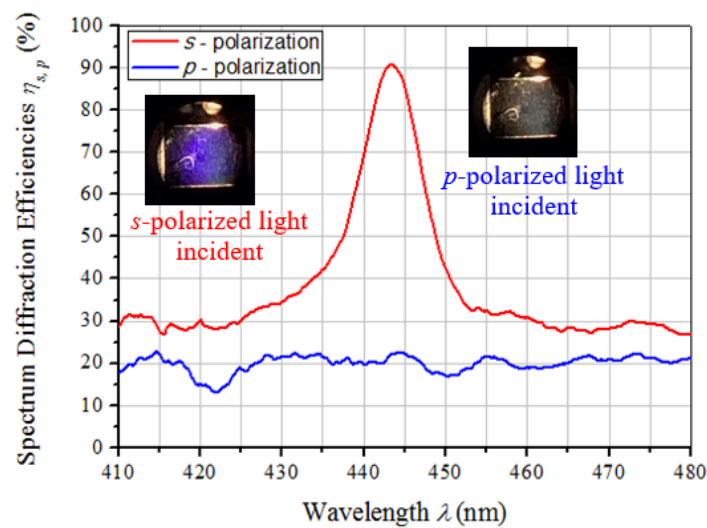 Spectrum Diffraction Efficiencies η s, p (%)
100
90
80
70
60
50
40
30
20
10
0
s - polarization
p - polarization
s-polarized light
incident
p-polarized light
incident
410 420 430 440 450 460 470 480
Wavelength λ (nm)